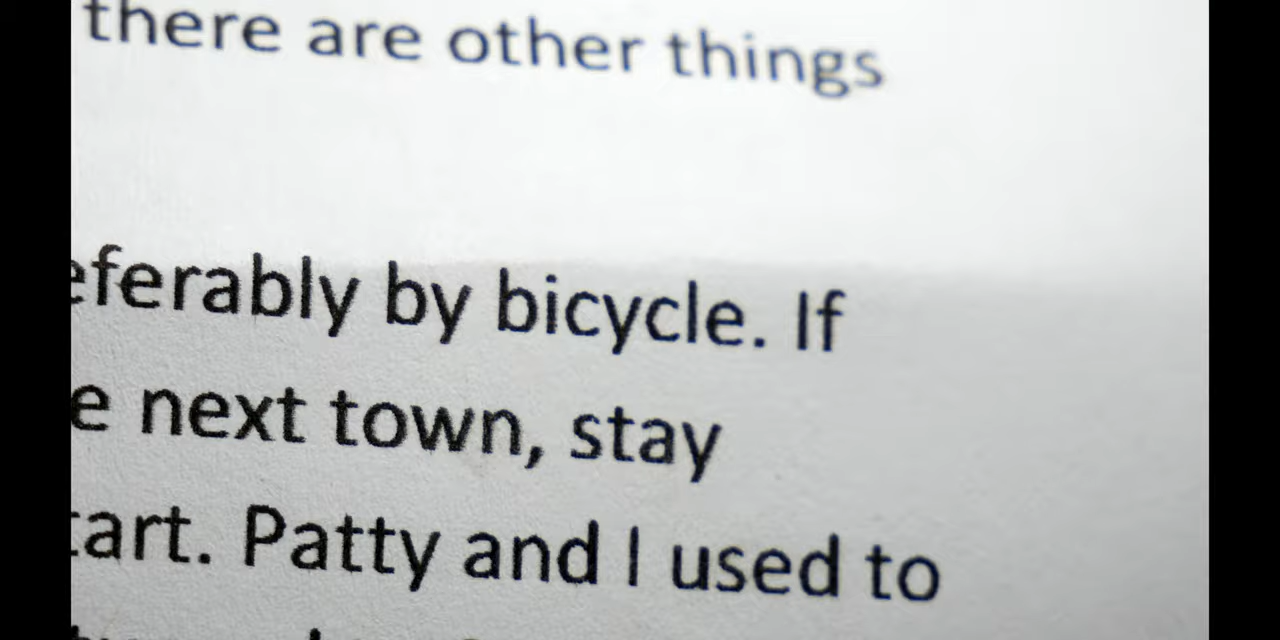 there are other things
eferably by bicycle. If
e next town, stay
tart. Patty and I used to